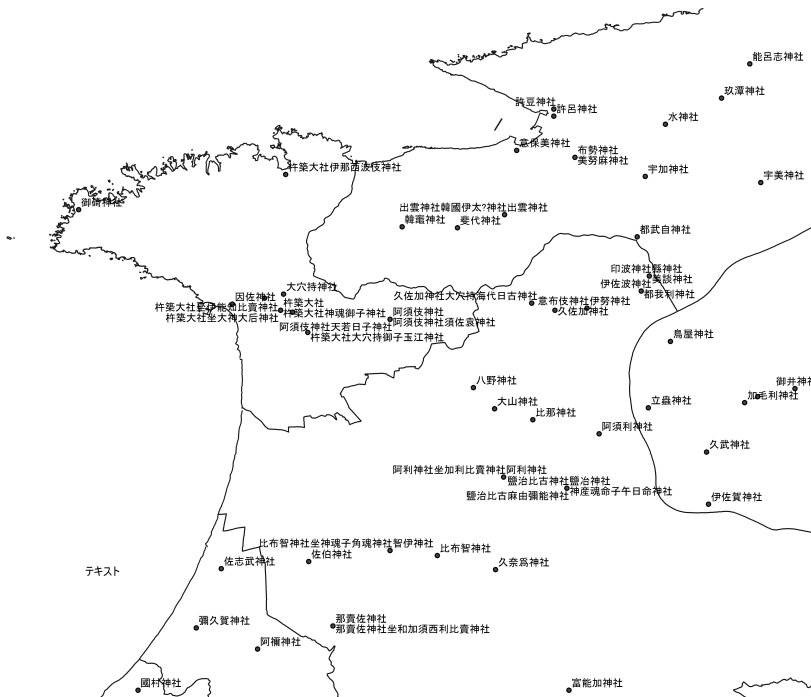 能呂志神社
玖潭神社
許豆神社
許呂神社
水神社
意保美神社
布勢神社
美努麻神社
杵築大社伊那西波伎神社
宇加神社
宇美神社
御碕神社
出雲神社韓國伊太?神社
出雲神社
韓竈神社
斐代神社
都武自神社
印波神社
縣神社
美談神社
伊佐波神社
都我利神社
大穴持神社
因佐神社
久佐加神社大穴持海代日古神社
意布伎神社
伊努神社
久佐加神社
杵築大社
杵築大社坐伊能知比賣神社
杵築大社坐大神大后神社
杵築大社神魂御子神社
阿須伎神社
阿須伎神社須佐袁神社
阿須伎神社天若日子神社
杵築大社大穴持御子玉江神社
鳥屋神社
八野神社
御井神社
大山神社
立蟲神社
加毛利神社
比那神社
阿須利神社
久武神社
阿利神社坐加利比賣神社
阿利神社
鹽治比古神社
鹽冶神社
鹽治比古麻由彌能神社
神産魂命子午日命神社
伊佐賀神社
比布智神社坐神魂子角魂神社
智伊神社
比布智神社
佐志武神社
佐伯神社
久奈爲神社
テキスト
彌久賀神社
那賣佐神社
那賣佐神社坐和加須西利比賣神社
阿禰神社
國村神社
富能加神社